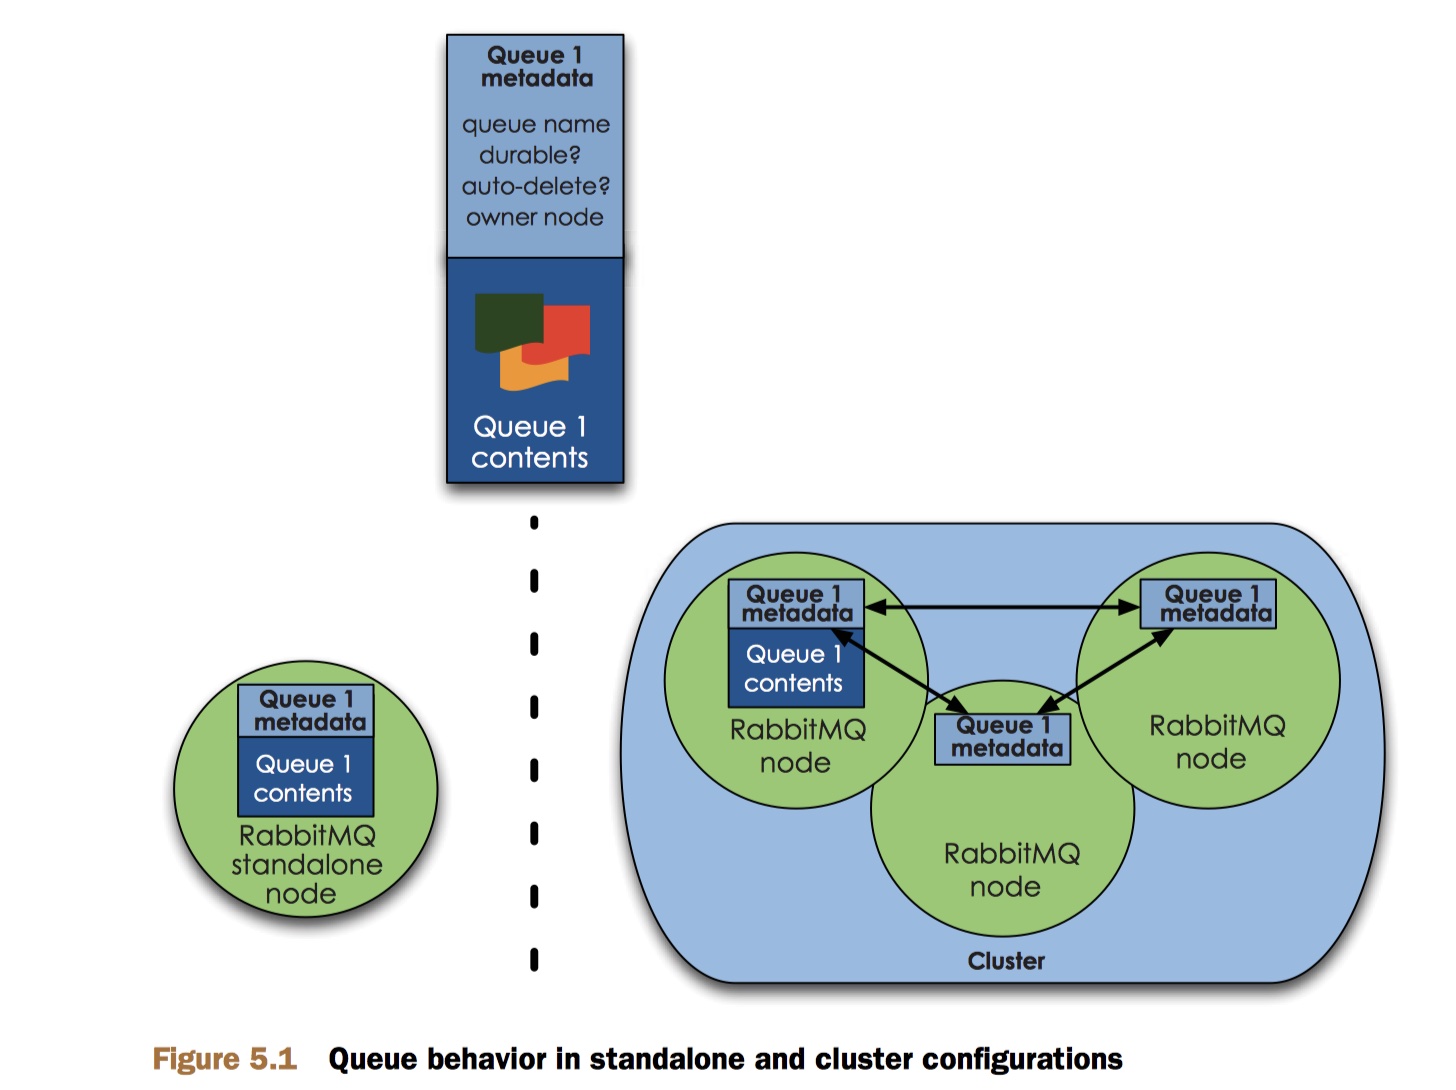 Queue 1
metadata
queue name
durable?
auto-delete?
owner node
Queue 1
contents
Queue 1
metadata
Queue 1
contents
RabbitMQ
standalone
node
Queue 1
metadata
Queue 1
contents
RabbitMQ
node
Queue 1
metadata
RabbitMQ
node
Queue 1
metadata
RabbitMQ
node
Cluster
Figure 5.1 Queue behavior in standalone and cluster configurations